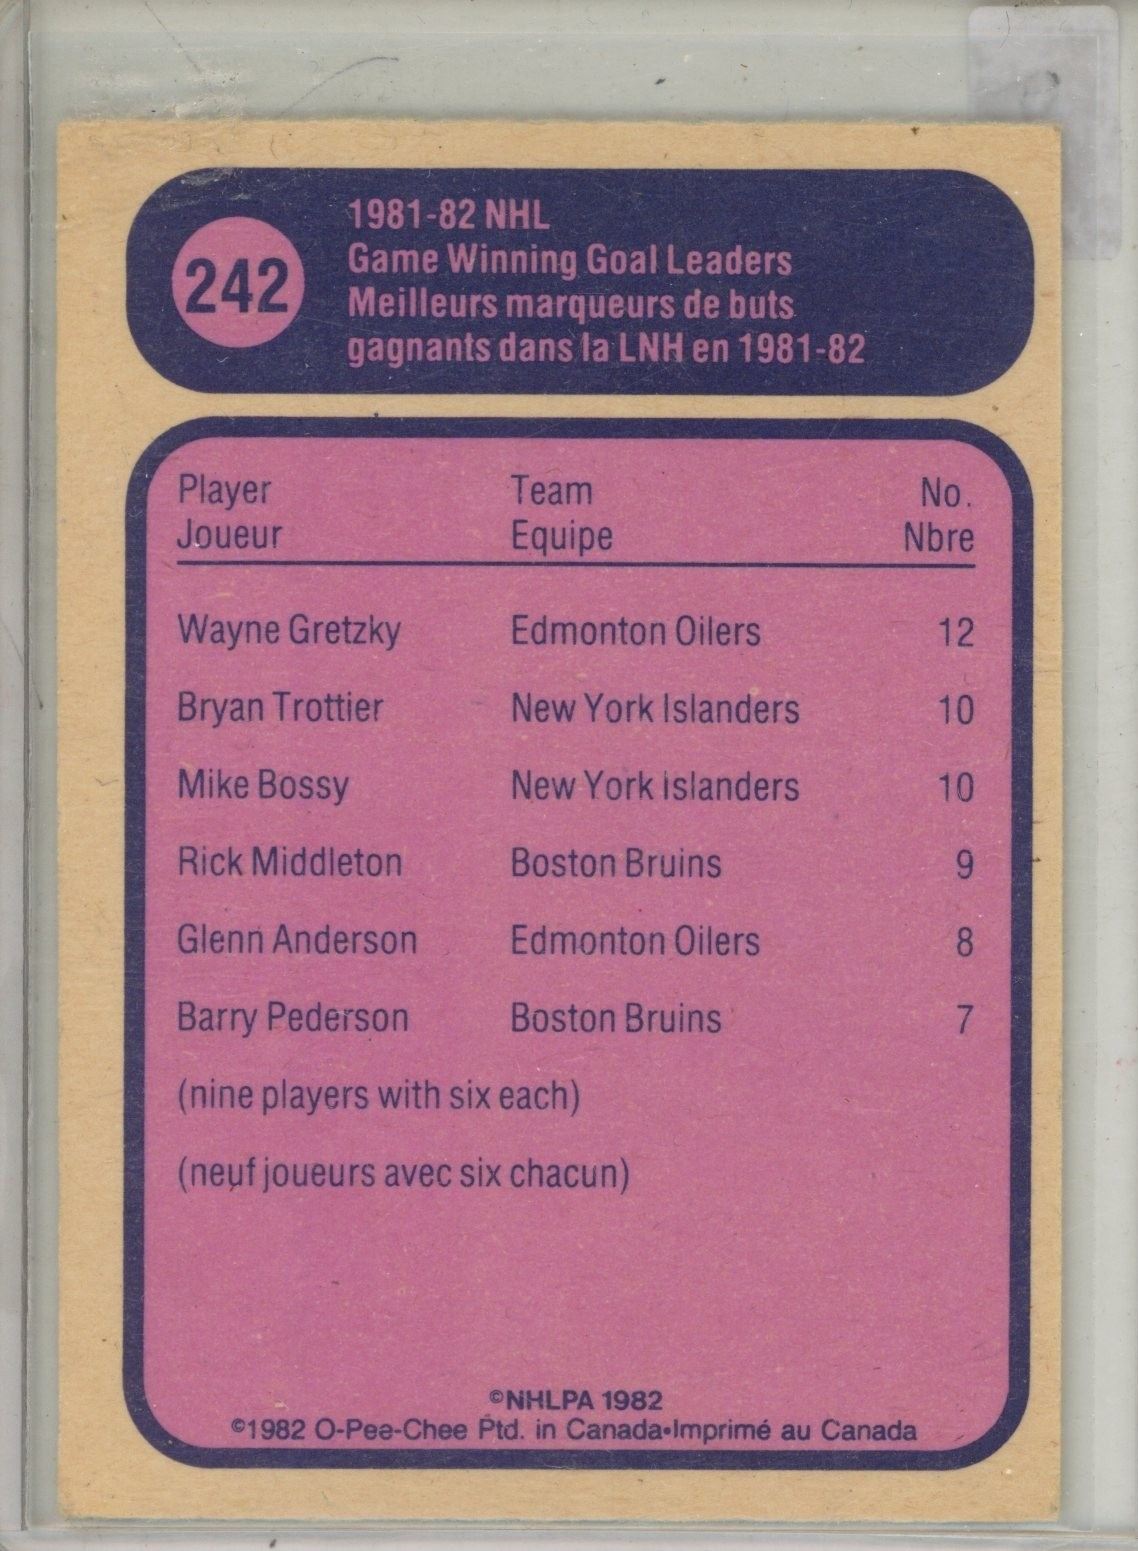 242
1981-82 NHL
Game Winning Goal Leaders
Meilleurs marqueurs de buts
gagnants dans la LNH en 1981-82
Player Team No.
Joueur Equipe Nbre
Wayne Gretzky Edmonton Oilers 12
Bryan Trottier New York Islanders 10
Mike Bossy New York Islanders 10
Rick Middleton Boston Bruins 9
Glenn Anderson Edmonton Oilers 8
Barry Pederson Boston Bruins 7
(nine players with six each)
(neuf joueurs avec six chacun)
©NHLPA 1982
©1982 O-Pee-Chee Ptd. in Canada•Imprimé au Canada